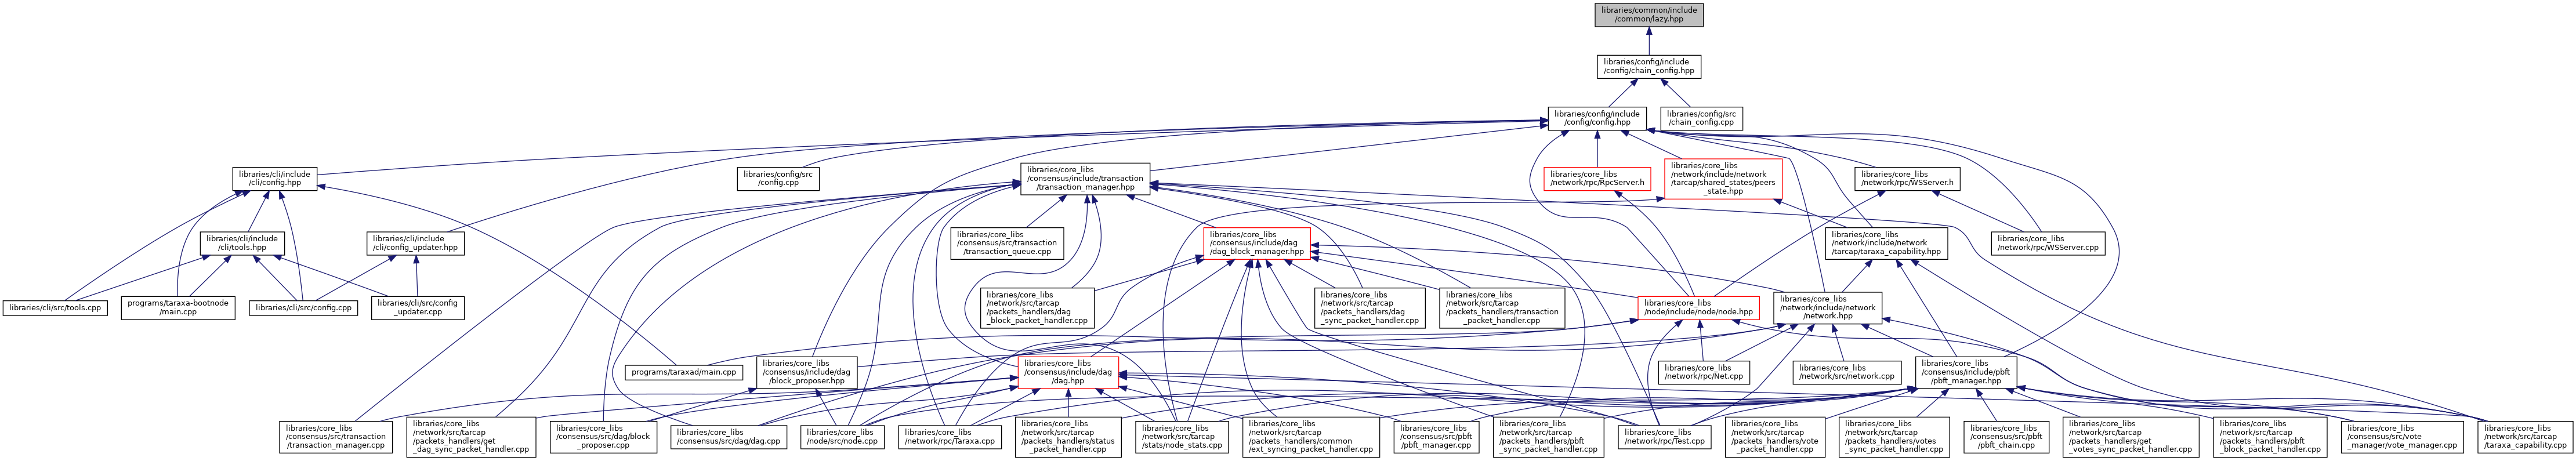 libraries/common/include
/common/lazy.hpp
libraries/config/include
/config/chain_config.hpp
libraries/config/include
/config/config.hpp
libraries/config/src
/chain_config.cpp
libraries/cli/include
/cli/config.hpp
libraries/config/src
/config.cpp
libraries/core_libs
/consensus/include/transaction
/transaction_manager.hpp
libraries/core_libs
/network/rpc/RpcServer.h
libraries/core_libs
/network/include/network
/tarcap/shared_states/peers
_state.hpp
libraries/core_libs
/network/rpc/WSServer.h
libraries/cli/include
/cli/tools.hpp
libraries/cli/include
/cli/config_updater.hpp
libraries/core_libs
/consensus/src/transaction
/transaction_queue.cpp
libraries/core_libs
/consensus/include/dag
/dag_block_manager.hpp
libraries/core_libs
/network/include/network
/tarcap/taraxa_capability.hpp
libraries/core_libs
/network/rpc/WSServer.cpp
libraries/cli/src/tools.cpp
programs/taraxa-bootnode
/main.cpp
libraries/cli/src/config.cpp
libraries/cli/src/config
_updater.cpp
libraries/core_libs
/network/src/tarcap
/packets_handlers/dag
_block_packet_handler.cpp
libraries/core_libs
/network/src/tarcap
/packets_handlers/dag
_sync_packet_handler.cpp
libraries/core_libs
/network/src/tarcap
/packets_handlers/transaction
_packet_handler.cpp
libraries/core_libs
/node/include/node/node.hpp
libraries/core_libs
/network/include/network
/network.hpp
programs/taraxad/main.cpp
libraries/core_libs
/consensus/include/dag
/block_proposer.hpp
libraries/core_libs
/consensus/include/dag
/dag.hpp
libraries/core_libs
/network/rpc/Net.cpp
libraries/core_libs
/network/src/network.cpp
libraries/core_libs
/consensus/include/pbft
/pbft_manager.hpp
libraries/core_libs
/consensus/src/transaction
/transaction_manager.cpp
libraries/core_libs
/network/src/tarcap
/packets_handlers/get
_dag_sync_packet_handler.cpp
libraries/core_libs
/consensus/src/dag/block
_proposer.cpp
libraries/core_libs
/consensus/src/dag/dag.cpp
libraries/core_libs
/node/src/node.cpp
libraries/core_libs
/network/rpc/Taraxa.cpp
libraries/core_libs
/network/src/tarcap
/packets_handlers/status
_packet_handler.cpp
libraries/core_libs
/network/src/tarcap
/stats/node_stats.cpp
libraries/core_libs
/network/src/tarcap
/packets_handlers/common
/ext_syncing_packet_handler.cpp
libraries/core_libs
/consensus/src/pbft
/pbft_manager.cpp
libraries/core_libs
/network/src/tarcap
/packets_handlers/pbft
_sync_packet_handler.cpp
libraries/core_libs
/network/rpc/Test.cpp
libraries/core_libs
/network/src/tarcap
/packets_handlers/vote
_packet_handler.cpp
libraries/core_libs
/network/src/tarcap
/packets_handlers/votes
_sync_packet_handler.cpp
libraries/core_libs
/consensus/src/pbft
/pbft_chain.cpp
libraries/core_libs
/network/src/tarcap
/packets_handlers/get
_votes_sync_packet_handler.cpp
libraries/core_libs
/network/src/tarcap
/packets_handlers/pbft
_block_packet_handler.cpp
libraries/core_libs
/consensus/src/vote
_manager/vote_manager.cpp
libraries/core_libs
/network/src/tarcap
/taraxa_capability.cpp